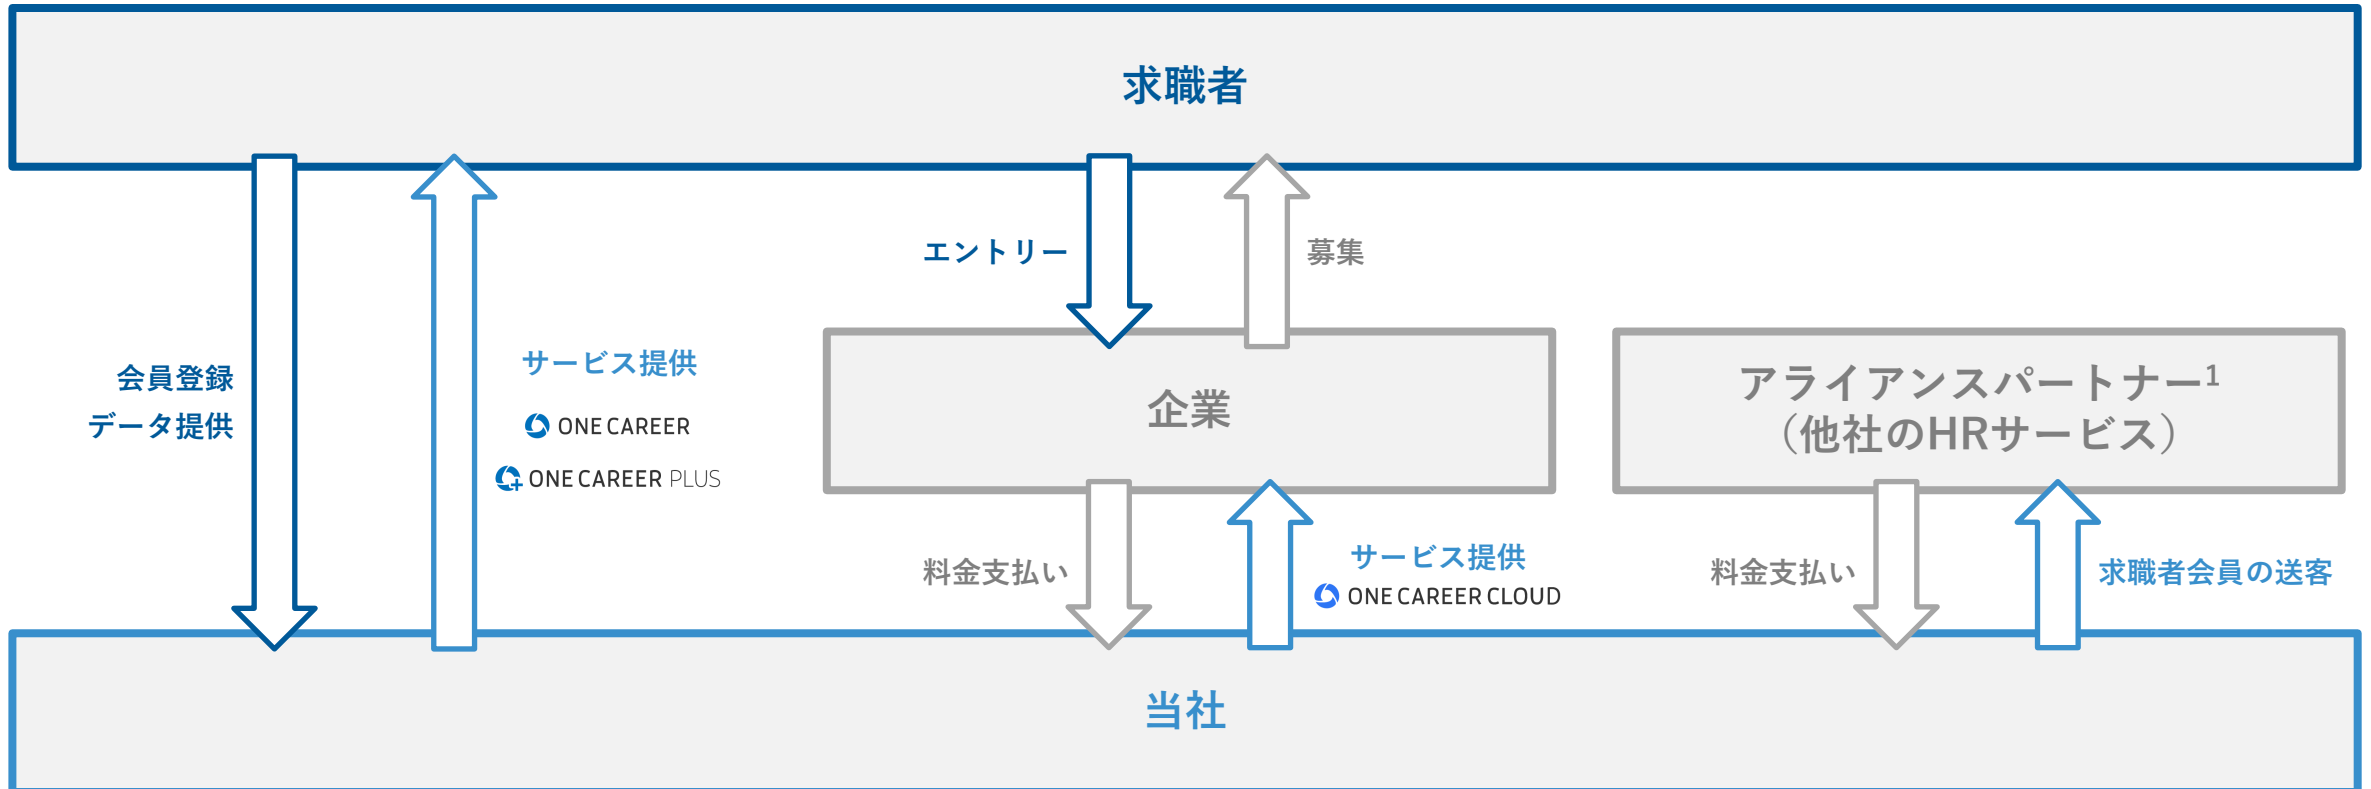 求職者
エントリー
募集
会員登録
データ提供
サービス提供
ONE CAREER
ONE CAREER PLUS
企業
アライアンスパートナー1
（他社のHRサービス）
料金支払い
サービス提供
ONE CAREER CLOUD
料金支払い
求職者会員の送客
当社